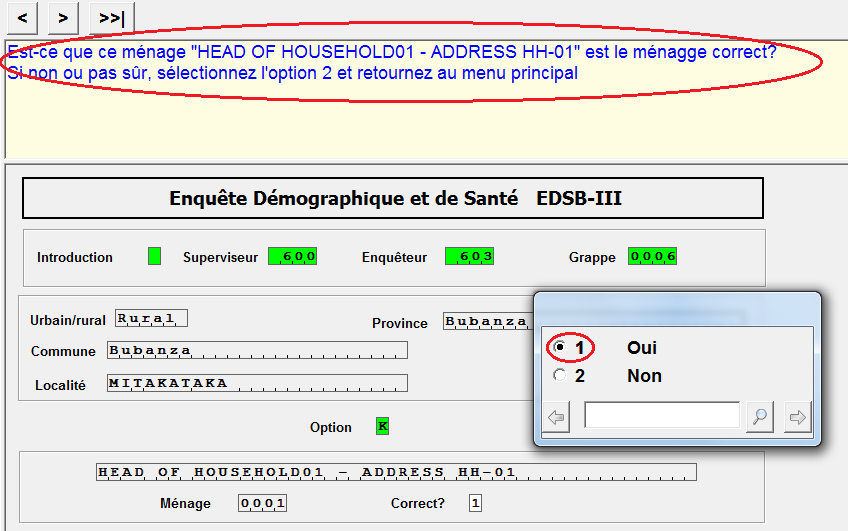 < > >>|
Est-ce que ce ménage "HEAD OF HOUSEHOLD01 - ADDRESS HH-01" est le ménagge correct?
Si non ou pas sûr, sélectionnez l'option 2 et retournez au menu principal
Enquête Démographique et de Santé EDSB-III
Introduction Superviseur 600 Enquêteur 603 Grappe 0006
Urbain/rural Rural Province Bubanza
Commune Bubanza
Localité MITAKATAKA
1 Oui
2 Non
Option K
HEAD OF HOUSEHOLD01 - ADDRESS HH-01
Ménage 0001 Correct? 1